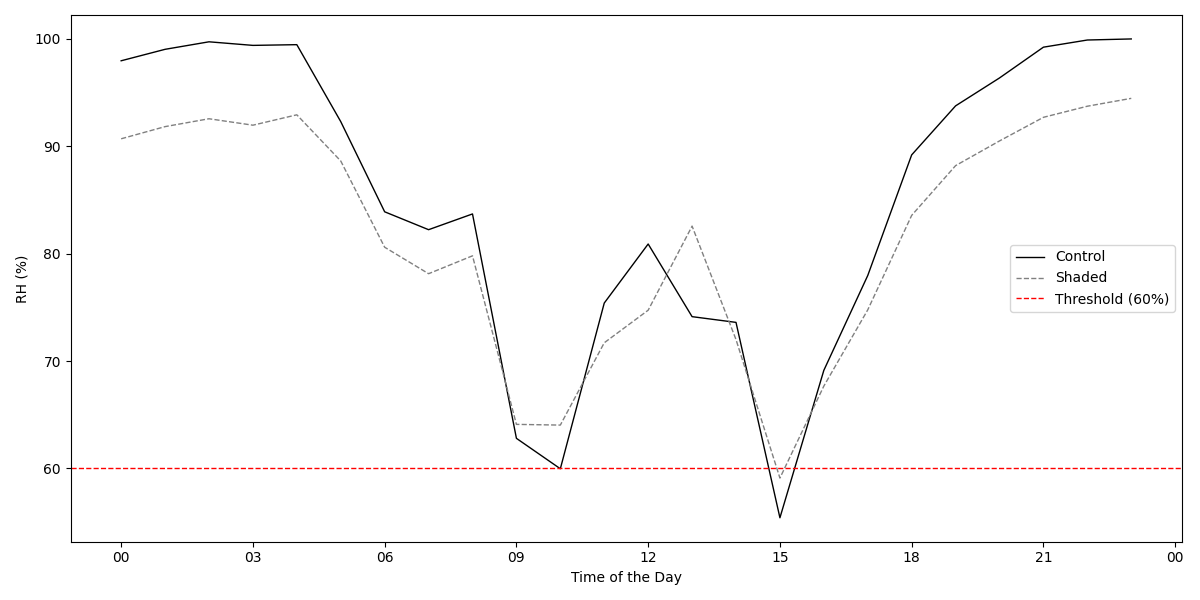 100
90
80
70
60
RH (%)
Control
Shaded
Threshold (60%)
00 03 06 09 12 15 18 21 00
Time of the Day